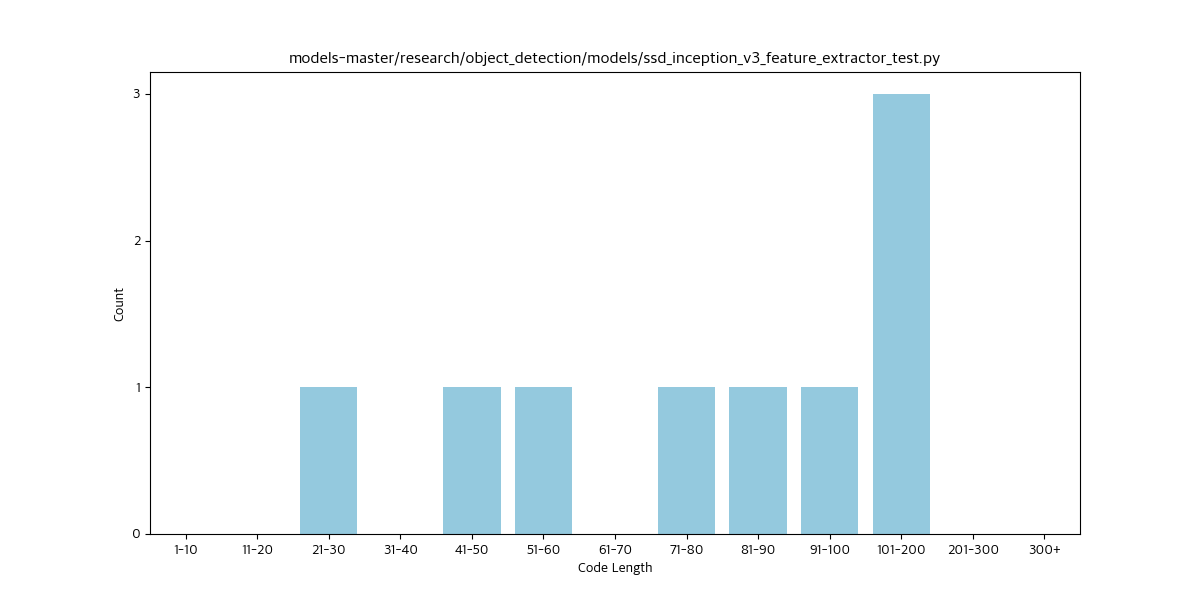 models-master/research/object_detection/models/ssd_inception_v3_feature_extractor_test.py
3
2
1
0
Count
1-10 11-20 21-30 31-40 41-50 51-60 61-70 71-80 81-90 91-100 101-200 201-300 300+
Code Length